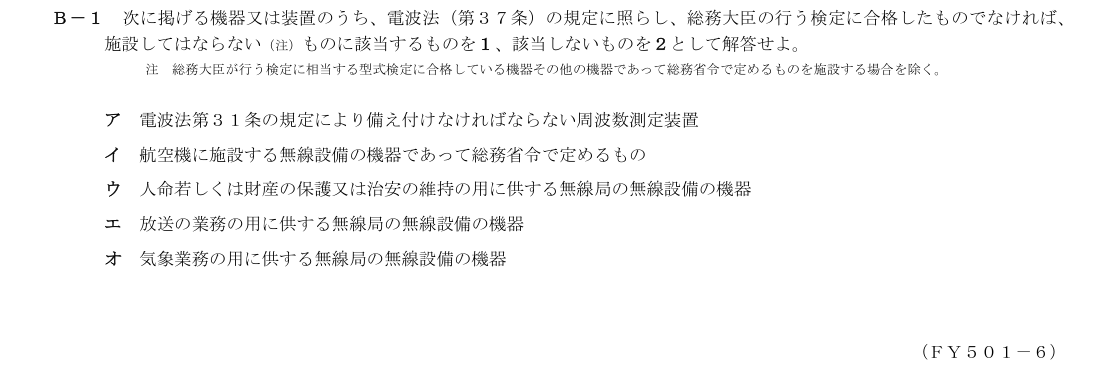 Ｂ－１　次に掲げる機器又は装置のうち、電波法（第３７条）の規定に照らし、総務大臣の行う検定に合格したものでなければ、
施設してはならない（注）ものに該当するものを１、該当しないものを２として解答せよ。
注　総務大臣が行う検定に相当する型式検定に合格している機器その他の機器であって総務省令で定めるものを施設する場合を除く。
ア　電波法第３１条の規定により備え付けなければならない周波数測定装置
イ　航空機に施設する無線設備の機器であって総務省令で定めるもの
ウ　人命若しくは財産の保護又は治安の維持の用に供する無線局の無線設備の機器
エ　放送の業務の用に供する無線局の無線設備の機器
オ　気象業務の用に供する無線局の無線設備の機器
（ＦＹ５０１－６）